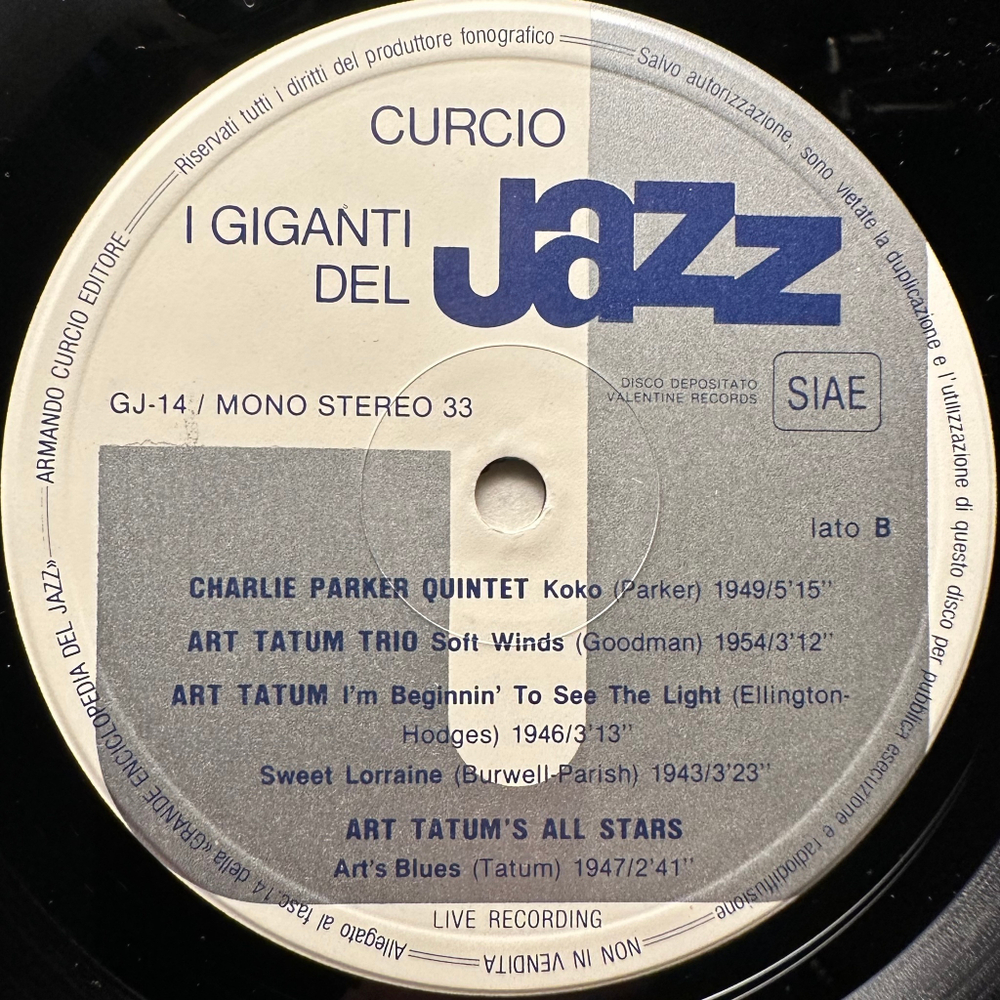 Riservati tutti i diritti del produttore fonografico
Salvo autorizzazione, sono vietate la duplicazione e l'utilizzazione di questo disco per pubblica esecuzione e radiodiffusione
CURCIO
I GIGANTI
DEL
Jazz
GJ-14 / MONO STEREO 33
DISCO DEPOSITATO
VALENTINE RECORDS
SIAE
lato B
CHARLIE PARKER QUINTET Koko (Parker) 1949/5'15''
ART TATUM TRIO Soft Winds (Goodman) 1954/3'12''
ART TATUM I'm Beginnin' To See The Light (Ellington-
Hodges) 1946/3'13''
Sweet Lorraine (Burwell-Parish) 1943/3'23''
ART TATUM'S ALL STARS
Art's Blues (Tatum) 1947/2'41''
LIVE RECORDING
NON IN VENDITA
Allegato al fasc. 14 della «GRANDE ENCICLOPEDIA DEL JAZZ»
ARMANDO CURCIO EDITORE